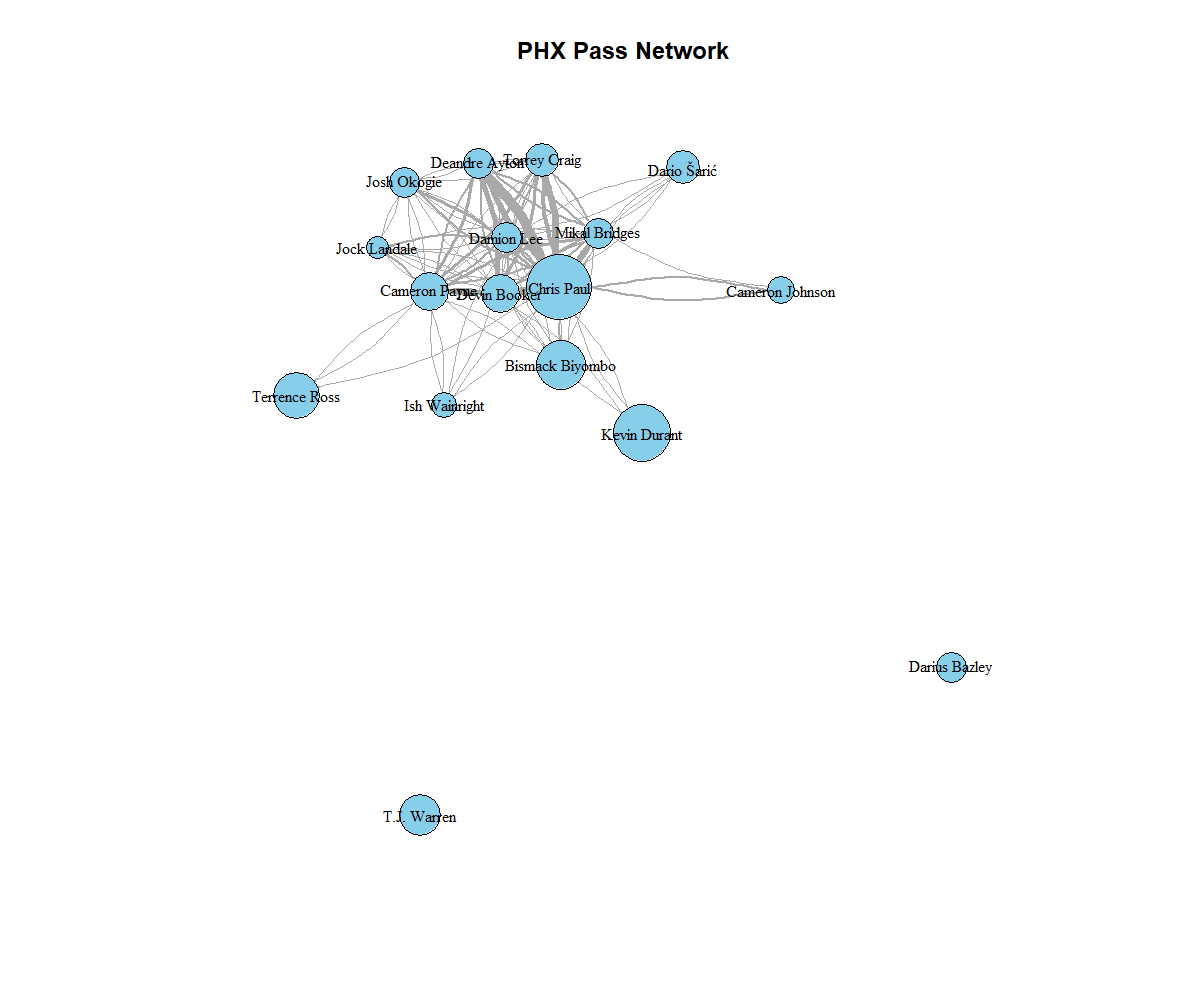 PHX Pass Network
Deandre Ayton
Torrey Craig
Dario Šarić
Josh Okogie
Damion Lee
Mikal Bridges
Jock Landale
Cameron Payne
Devin Booker
Chris Paul
Cameron Johnson
Bismack Biyombo
Terrence Ross
Ish Wainright
Kevin Durant
Darius Bazley
T.J. Warren